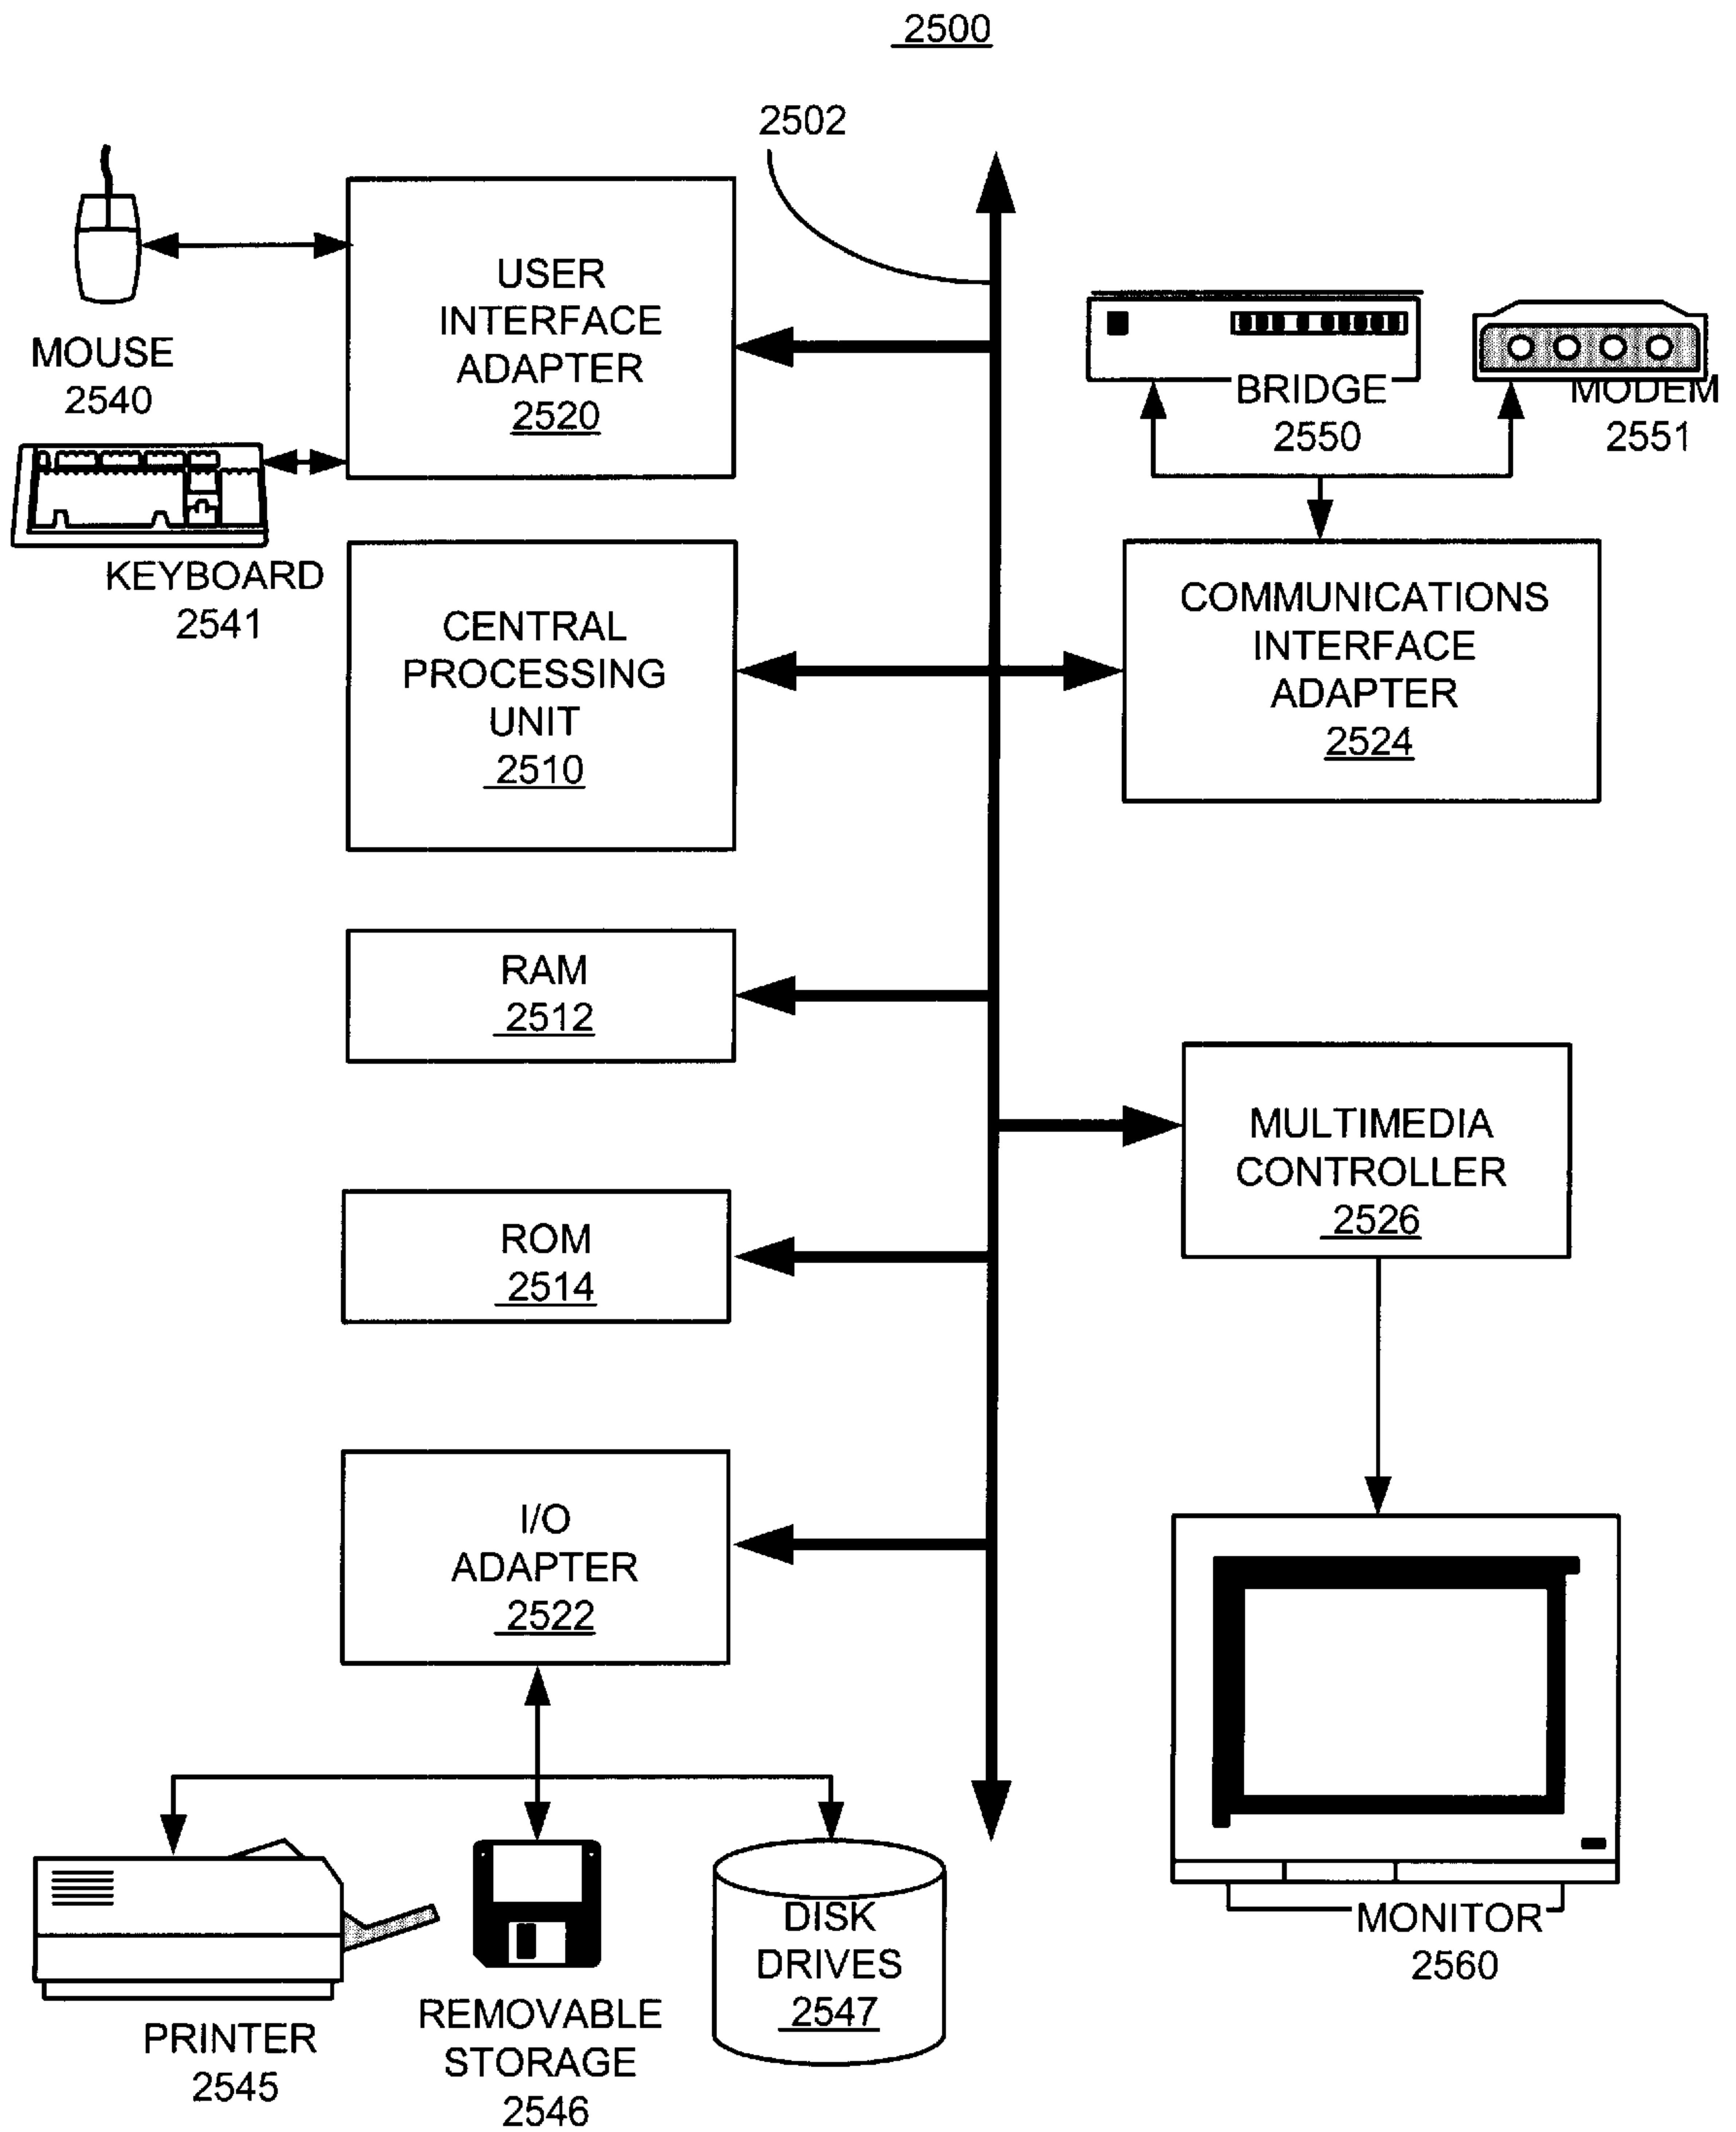 2500
2502
MOUSE
2540
USER
INTERFACE
ADAPTER
2520
BRIDGE
2550
MODEM
2551
KEYBOARD
2541
CENTRAL
PROCESSING
UNIT
2510
COMMUNICATIONS
INTERFACE
ADAPTER
2524
RAM
2512
MULTIMEDIA
CONTROLLER
2526
ROM
2514
I/O
ADAPTER
2522
DISK
DRIVES
2547
MONITOR
2560
PRINTER
2545
REMOVABLE
STORAGE
2546